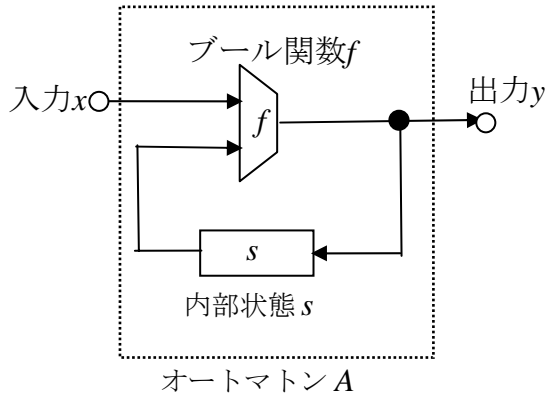 ブール関数f
入力x
f
出力y
s
内部状態 s
オートマトン A